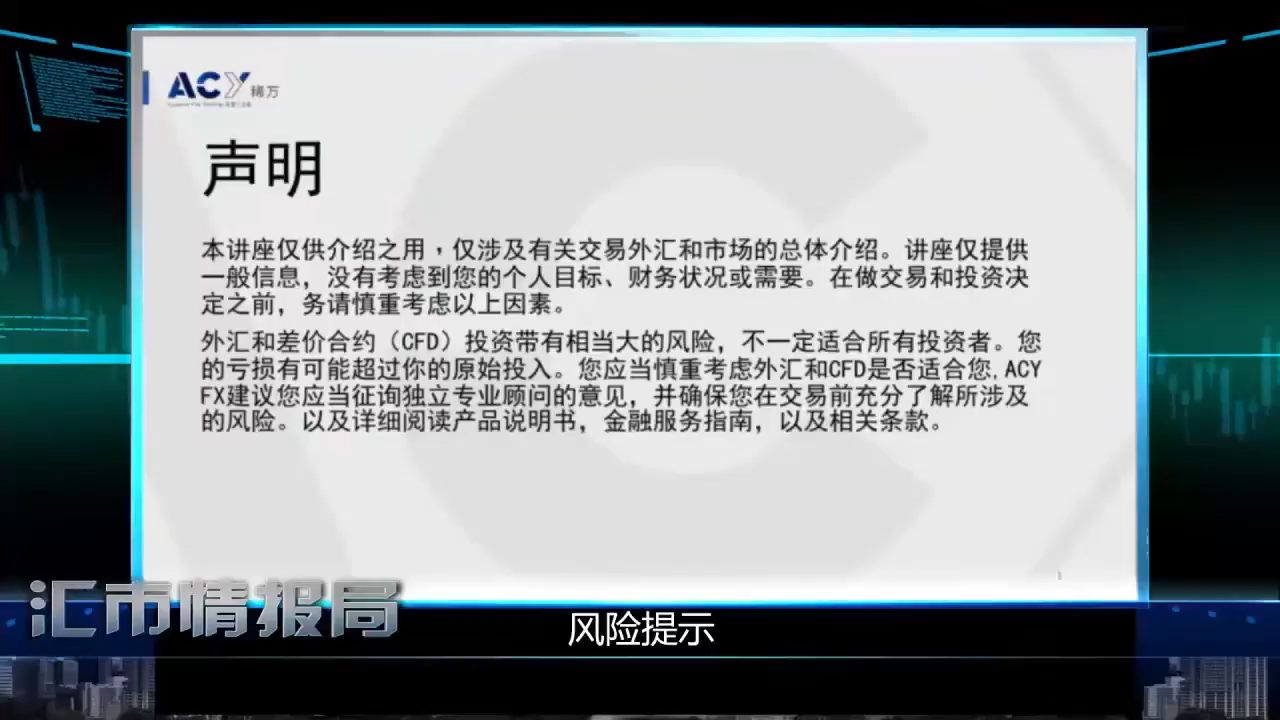 ACY 稀万
声明
本讲座仅供介绍之用，仅涉及有关交易外汇和市场的总体介绍。讲座仅提供
一般信息，没有考虑到您的个人目标、财务状况或需要。在做交易和投资决
定之前，务请慎重考虑以上因素。
外汇和差价合约（CFD）投资带有相当大的风险，不一定适合所有投资者。您
的亏损有可能超过你的原始投入。您应当慎重考虑外汇和CFD是否适合您.ACY
FX建议您应当征询独立专业顾问的意见，并确保您在交易前充分了解所涉及
的风险。以及详细阅读产品说明书，金融服务指南，以及相关条款。
汇市情报局
风险提示